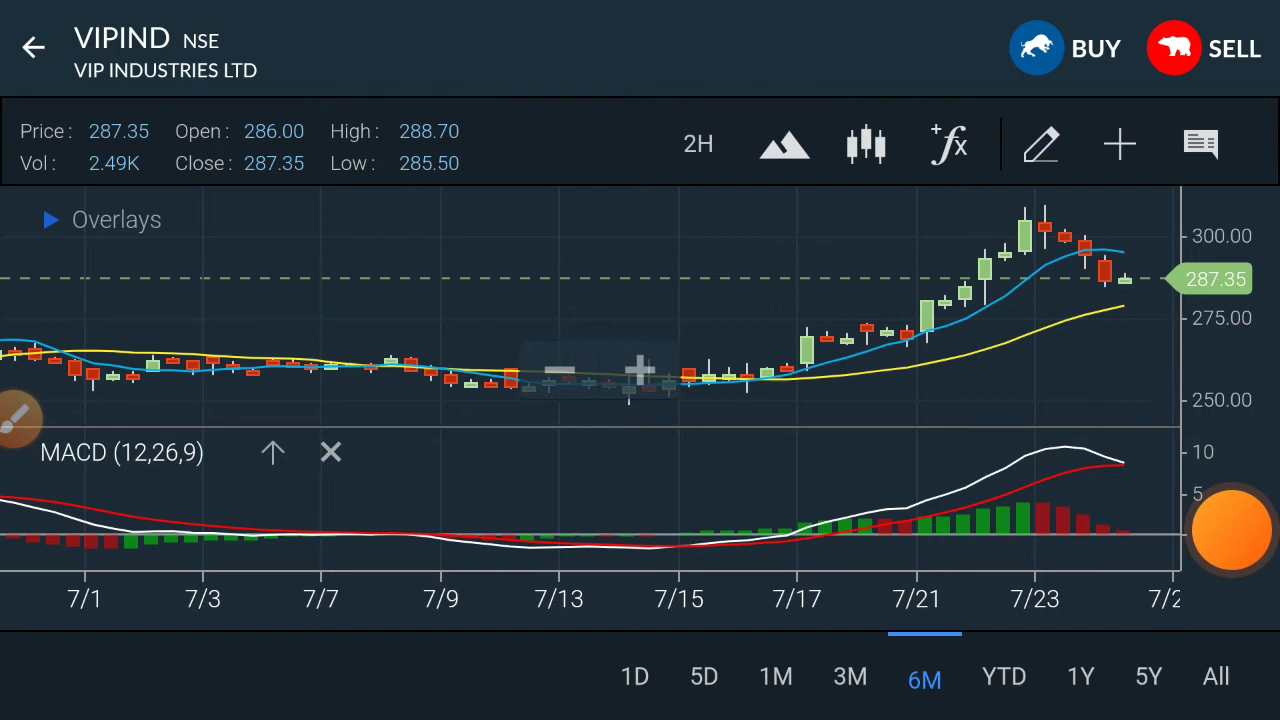 VIPIND NSE
VIP INDUSTRIES LTD
BUY
SELL
Price : 287.35 Open : 286.00 High : 288.70
Vol : 2.49K Close : 287.35 Low : 285.50
2H
+fx
Overlays
300.00
287.35
275.00
250.00
MACD (12,26,9)
10
5
7/1 7/3 7/7 7/9 7/13 7/15 7/17 7/21 7/23 7/2
1D 5D 1M 3M 6M YTD 1Y 5Y All